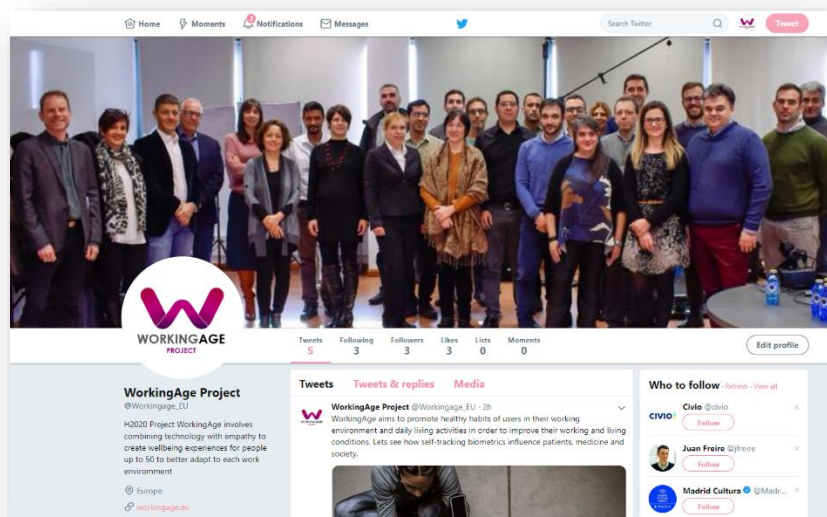 Home Moments 2 Notifications Messages Search Twitter W Tweet
W
WORKINGAGE
PROJECT
Tweets Following Followers Likes Lists Moments
5 3 3 3 0 0
Edit profile
WorkingAge Project
@Workingage_EU
H2020 Project WorkingAge involves
combining technology with empathy to
create wellbeing experiences for people
up to 50 to better adapt to each work
environment
Europe
workingage.eu
Tweets Tweets & replies Media
WorkingAge Project @Workingage_EU · 2h
WorkingAge aims to promote healthy habits of users in their working
environment and daily living activities in order to improve their working and living
conditions. Lets see how self-tracking biometrics influence patients, medicine and
society.
Who to follow · Refresh · View all
CIVIO
Civio @civio
Follow
Juan Freire @jfreire
Follow
Madrid Cultura @Madr...
Follow